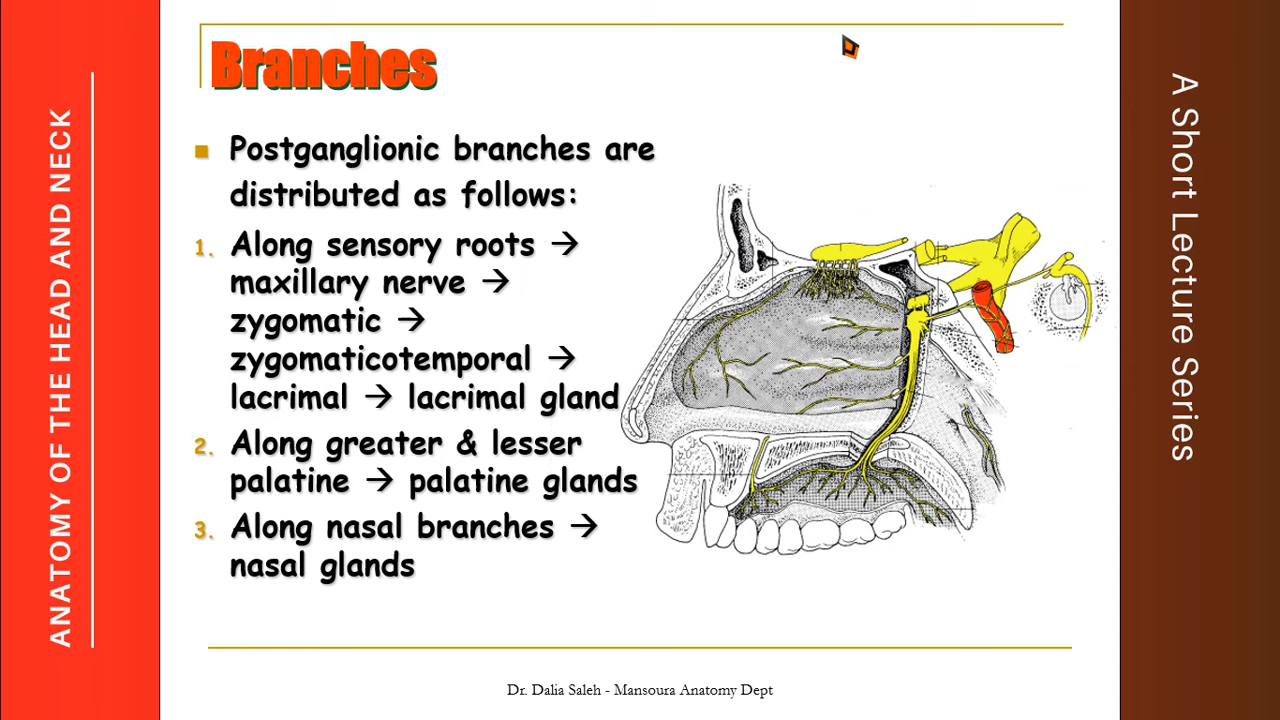 ANATOMY OF THE HEAD AND NECK
Branches
■ Postganglionic branches are
distributed as follows:
1. Along sensory roots →
maxillary nerve →
zygomatic →
zygomaticotemporal →
lacrimal → lacrimal gland
2. Along greater & lesser
palatine → palatine glands
3. Along nasal branches →
nasal glands
Dr. Dalia Saleh - Mansoura Anatomy Dept
A Short Lecture Series